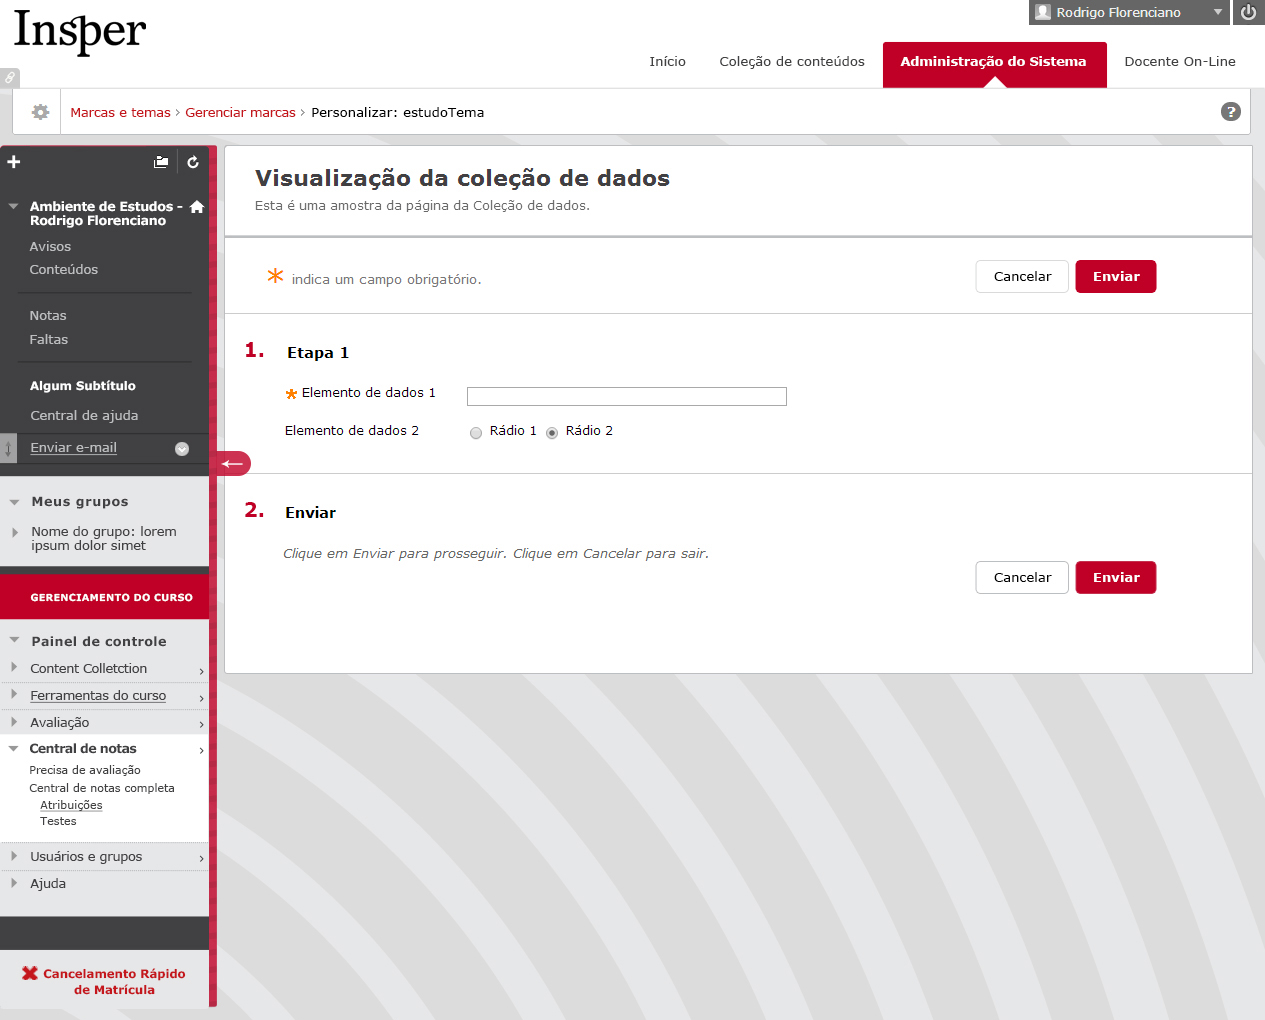 Insper
Rodrigo Florenciano
Início
Coleção de conteúdos
Administração do Sistema
Docente On-Line
Marcas e temas › Gerenciar marcas › Personalizar: estudoTema
?
Ambiente de Estudos -
Rodrigo Florenciano
Avisos
Conteúdos
Notas
Faltas
Algum Subtítulo
Central de ajuda
Enviar e-mail
Meus grupos
Nome do grupo: lorem
ipsum dolor simet
GERENCIAMENTO DO CURSO
Painel de controle
Content Colletction
Ferramentas do curso
Avaliação
Central de notas
Precisa de avaliação
Central de notas completa
Atribuições
Testes
Usuários e grupos
Ajuda
Cancelamento Rápido
de Matrícula
Visualização da coleção de dados
Esta é uma amostra da página da Coleção de dados.
* indica um campo obrigatório.
Cancelar
Enviar
1. Etapa 1
* Elemento de dados 1
Elemento de dados 2 Rádio 1 Rádio 2
2. Enviar
Clique em Enviar para prosseguir. Clique em Cancelar para sair.
Cancelar
Enviar